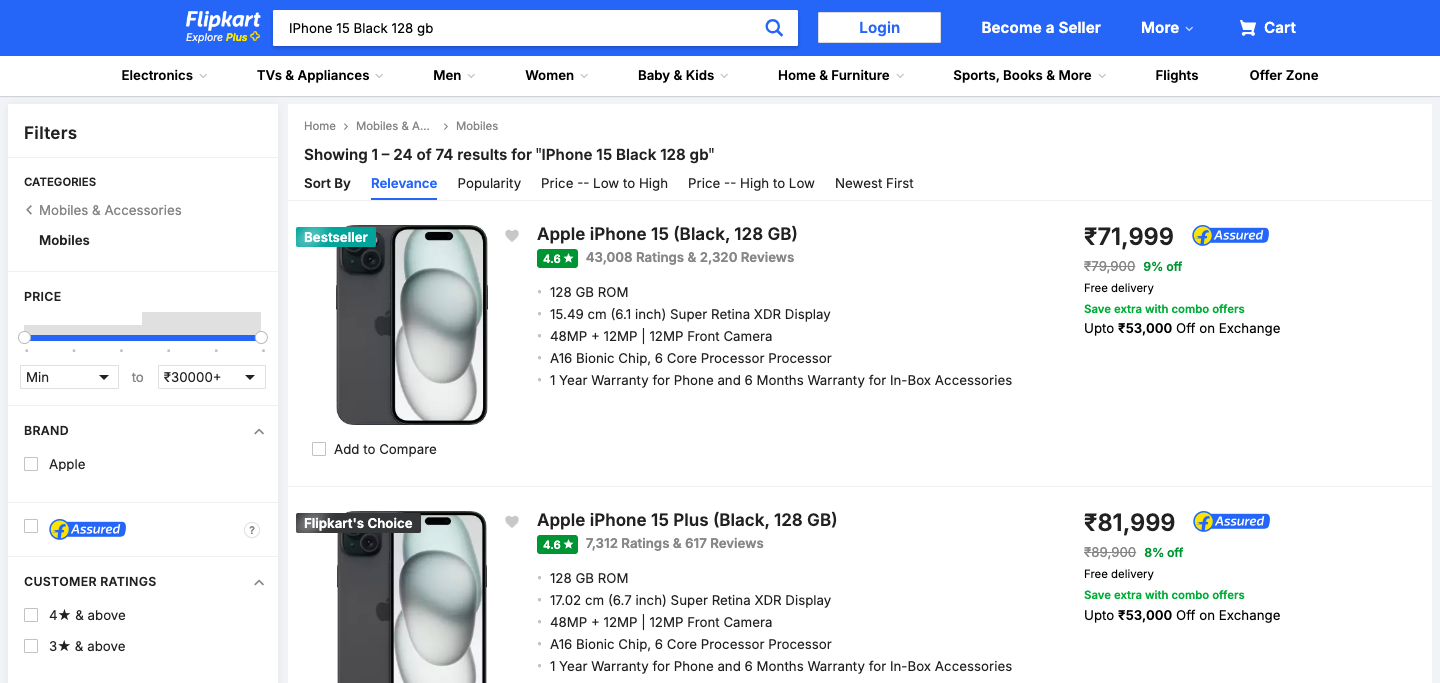 Flipkart
Explore Plus
IPhone 15 Black 128 gb
Login
Become a Seller
More
Cart
Electronics
TVs & Appliances
Men
Women
Baby & Kids
Home & Furniture
Sports, Books & More
Flights
Offer Zone
Filters
CATEGORIES
Mobiles & Accessories
Mobiles
PRICE
Min
to
₹30000+
BRAND
Apple
Assured
?
CUSTOMER RATINGS
4★ & above
3★ & above
Home
Mobiles & A...
Mobiles
Showing 1 – 24 of 74 results for "IPhone 15 Black 128 gb"
Sort By
Relevance
Popularity
Price -- Low to High
Price -- High to Low
Newest First
Bestseller
Add to Compare
Apple iPhone 15 (Black, 128 GB)
4.6 ★ 43,008 Ratings & 2,320 Reviews
128 GB ROM
15.49 cm (6.1 inch) Super Retina XDR Display
48MP + 12MP | 12MP Front Camera
A16 Bionic Chip, 6 Core Processor Processor
1 Year Warranty for Phone and 6 Months Warranty for In-Box Accessories
₹71,999
Assured
₹79,900 9% off
Free delivery
Save extra with combo offers
Upto ₹53,000 Off on Exchange
Flipkart's Choice
Apple iPhone 15 Plus (Black, 128 GB)
4.6 ★ 7,312 Ratings & 617 Reviews
128 GB ROM
17.02 cm (6.7 inch) Super Retina XDR Display
48MP + 12MP | 12MP Front Camera
A16 Bionic Chip, 6 Core Processor Processor
1 Year Warranty for Phone and 6 Months Warranty for In-Box Accessories
₹81,999
Assured
₹89,900 8% off
Free delivery
Save extra with combo offers
Upto ₹53,000 Off on Exchange